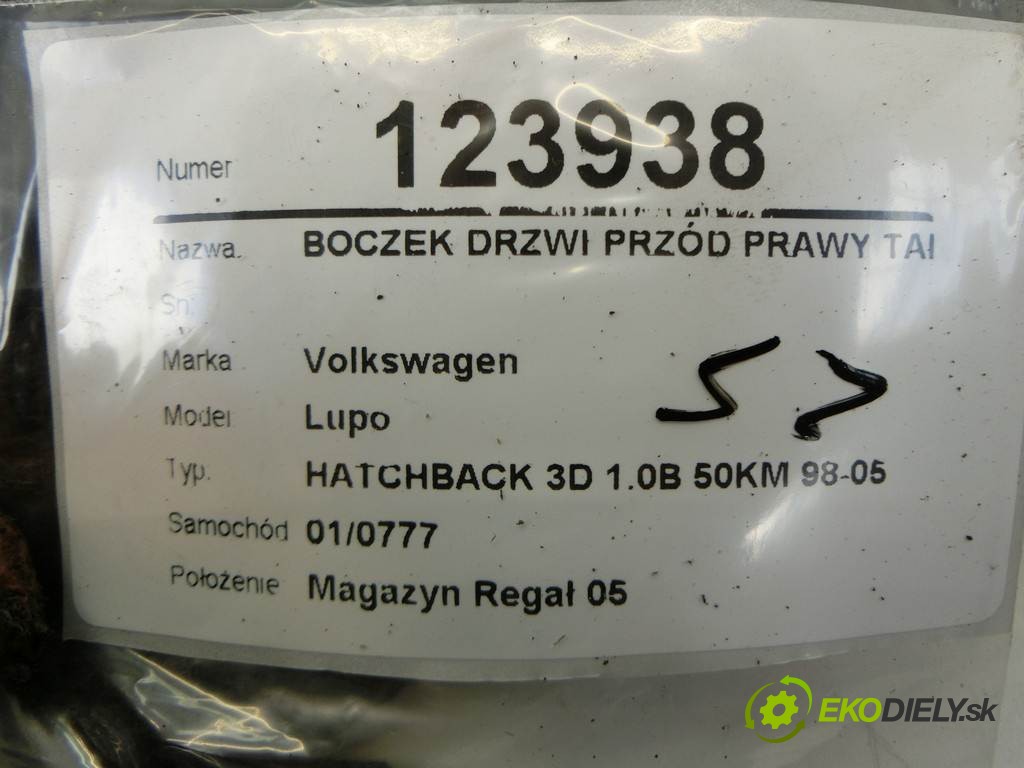 Numer 123938
Nazwa. BOCZEK DRZWI PRZÓD PRAWY TAI
Sn.
Marka Volkswagen
Model Lupo
Typ. HATCHBACK 3D 1.0B 50KM 98-05
Samochód 01/0777
Położenie Magazyn Regał 05
EKODIELY.sk